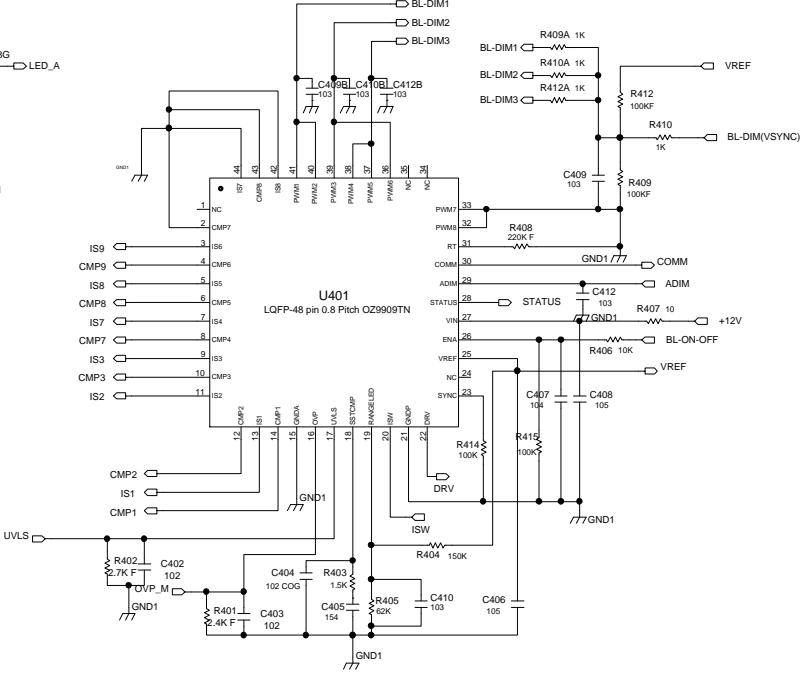 BL-DIM1
BL-DIM2
BL-DIM3
3G
LED_A
C409B
103
C410B
103
C412B
103
R409A 1K
BL-DIM1
R410A 1K
BL-DIM2
R412A 1K
BL-DIM3
VREF
R412
100KF
R410
1K
BL-DIM(VSYNC)
C409
103
R409
100KF
GND1
44 IS7
43 CMP8
42 IS8
41 PWM1
40 PWM2
39 PWM3
38 PWM4
37 PWM5
36 PWM6
35 NC
34 NC
1 NC
2 CMP7
IS9 3 IS6
CMP9 4 CMP6
IS8 5 IS5
CMP8 6 CMP5
IS7 7 IS4
CMP7 8 CMP4
IS3 9 IS3
CMP3 10 CMP3
IS2 11 IS2
U401
LQFP-48 pin 0.8 Pitch OZ9909TN
PWM7 33
PWM8 32
RT 31
R408
220K F
GND1
COMM 30 COMM
ADIM 29 ADIM
C412
103
GND1
STATUS 28 STATUS
VIN 27
R407 10
+12V
ENA 26
R406 10K
BL-ON-OFF
VREF 25
VREF
NC 24
SYNC 23
12 CMP2
13 IS1
14 CMP1
15 GNDA
16 OVP
17 UVLS
18 SSTCMP
19 RANGELED
20 ISW
21 GNDP
22 DRV
C407
104
C408
105
R414
100K
R415
100K
CMP2
IS1
CMP1
GND1
DRV
ISW
GND1
UVLS
R402
2.7K F
C402
102
GND1
OVP_M
R401
2.4K F
C403
102
C404
102 COG
R403
1.5K
C405
154
R404 150K
R405
62K
C410
103
C406
105
GND1